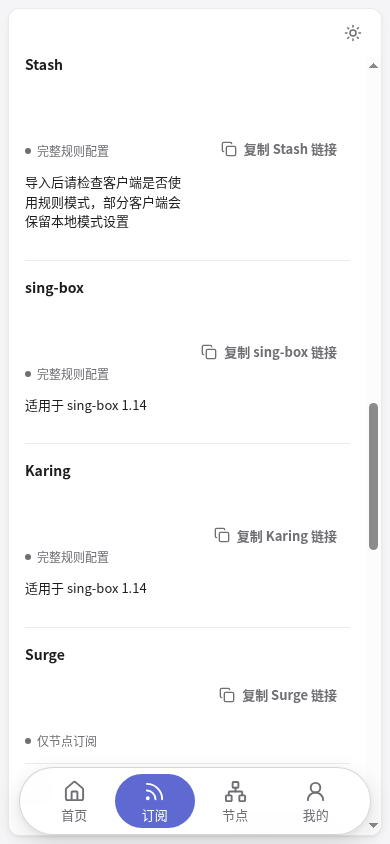 Stash
复制 Stash 链接
完整规则配置
导入后请检查客户端是否使
用规则模式，部分客户端会
保留本地模式设置
sing-box
复制 sing-box 链接
完整规则配置
适用于 sing-box 1.14
Karing
复制 Karing 链接
完整规则配置
适用于 sing-box 1.14
Surge
复制 Surge 链接
仅节点订阅
首页
订阅
节点
我的